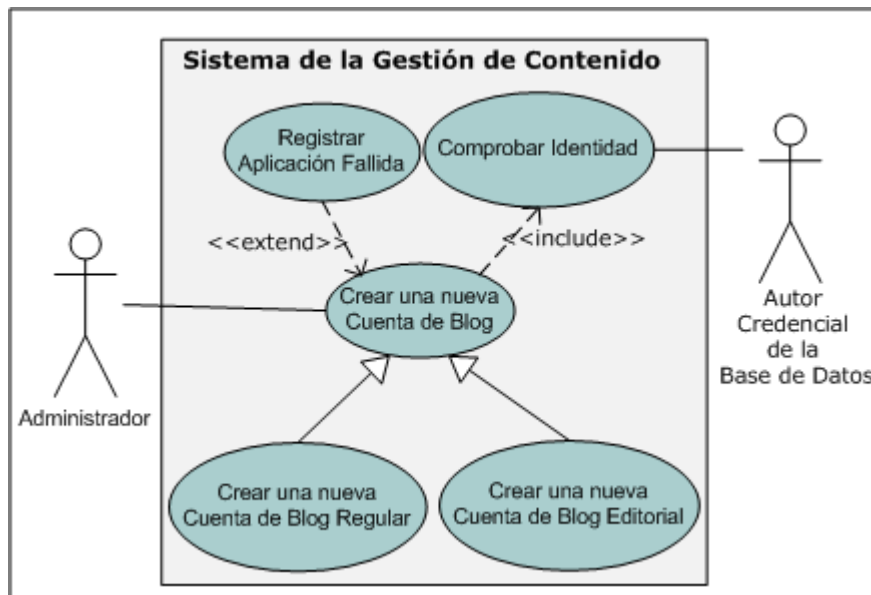 Sistema de la Gestión de Contenido
Registrar
Aplicación Fallida
Comprobar Identidad
<<extend>>
<<include>>
Crear una nueva
Cuenta de Blog
Administrador
Autor
Credencial
de la
Base de Datos
Crear una nueva
Cuenta de Blog Regular
Crear una nueva
Cuenta de Blog Editorial